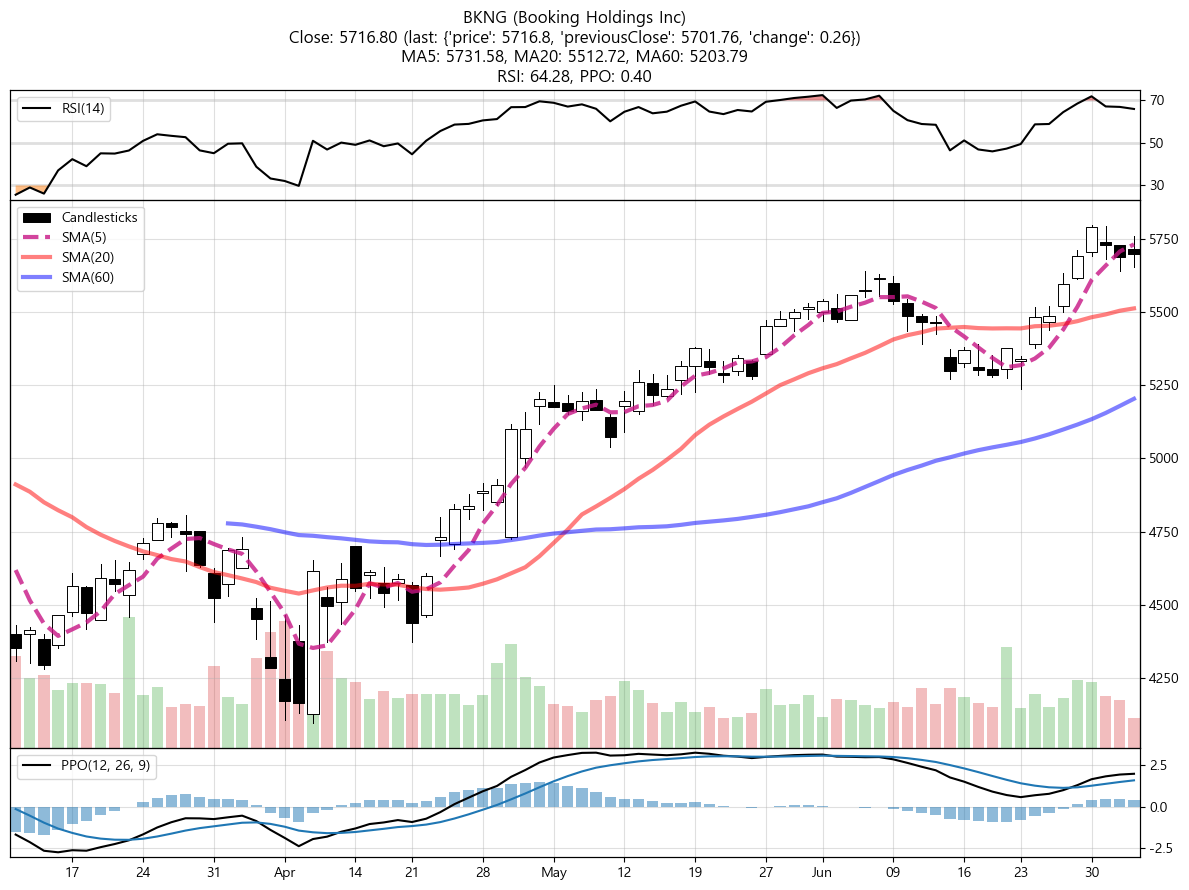 BKNG (Booking Holdings Inc)
Close: 5716.80 (last: {'price': 5716.8, 'previousClose': 5701.76, 'change': 0.26})
MA5: 5731.58, MA20: 5512.72, MA60: 5203.79
RSI: 64.28, PPO: 0.40
RSI(14)
70
50
30
Candlesticks
SMA(5)
SMA(20)
SMA(60)
5750
5500
5250
5000
4750
4500
4250
PPO(12, 26, 9)
2.5
0.0
-2.5
17 24 31 Apr 14 21 28 May 12 19 27 Jun 09 16 23 30